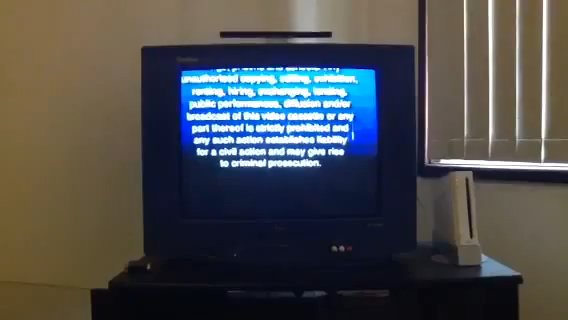 unauthorised copying, editing, exhibition,
renting, hiring, exchanging, lending,
public performances, diffusion and/or
broadcast of this video cassette or any
part thereof is strictly prohibited and
any such action establishes liability
for a civil action and may give rise
to criminal prosecution.